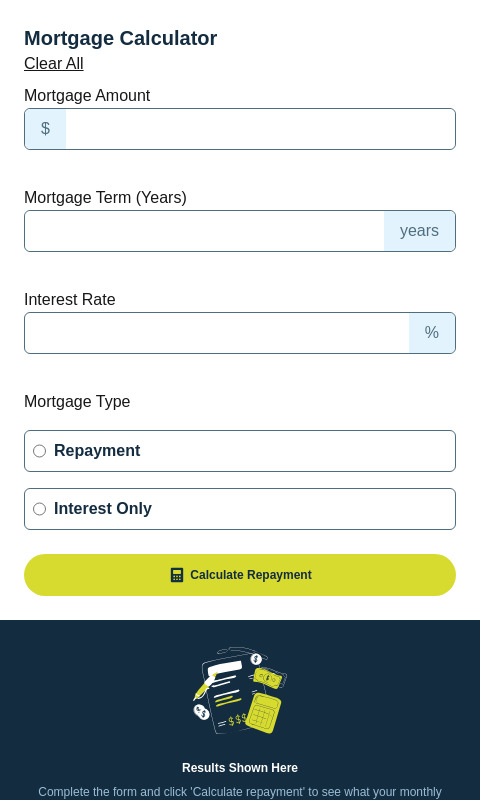 Mortgage Calculator
Clear All
Mortgage Amount
$
Mortgage Term (Years)
years
Interest Rate
%
Mortgage Type
Repayment
Interest Only
Calculate Repayment
$
$
$$$
$
Results Shown Here
Complete the form and click 'Calculate repayment' to see what your monthly